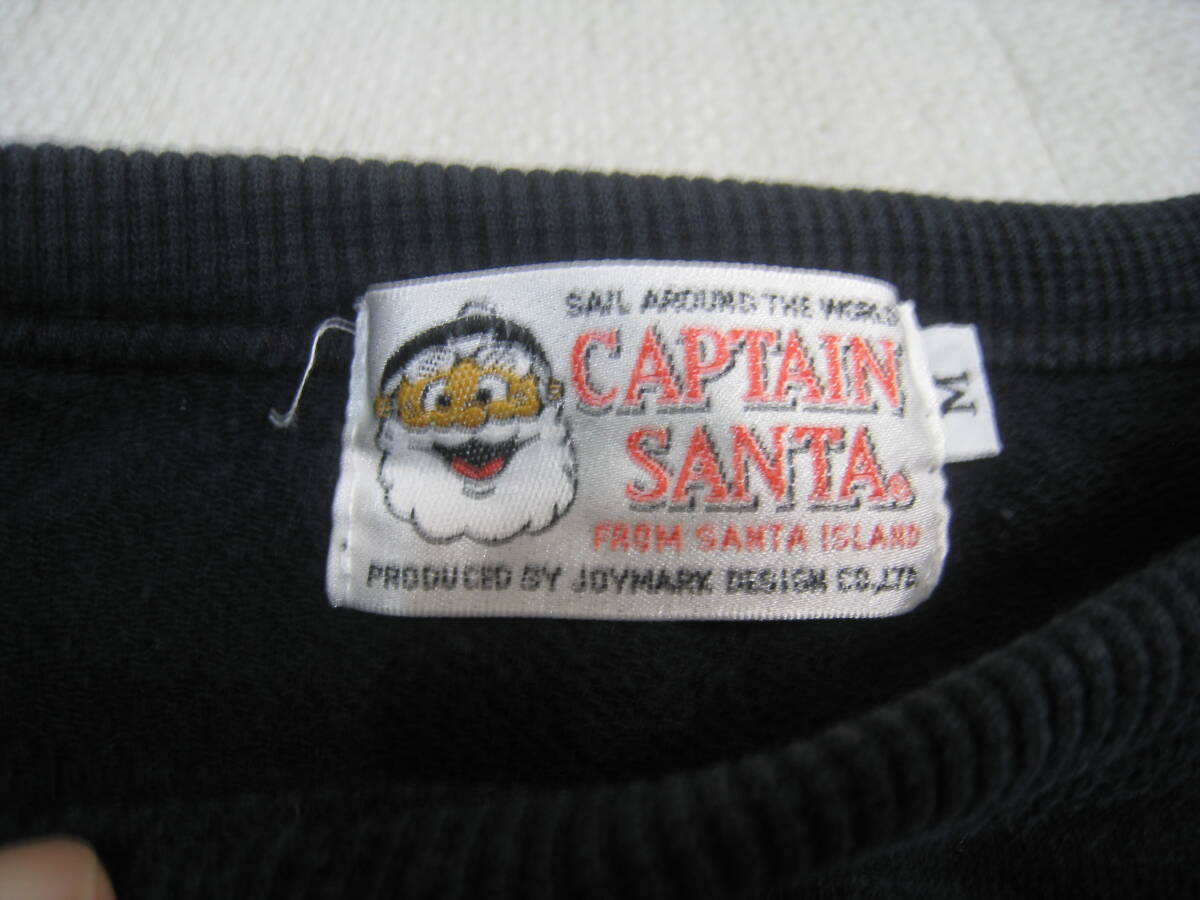 SAIL AROUND THE WORLD
CAPTAIN
SANTA®
FROM SANTA ISLAND
PRODUCED BY JOYMARK DESIGN CO.,LTD
M